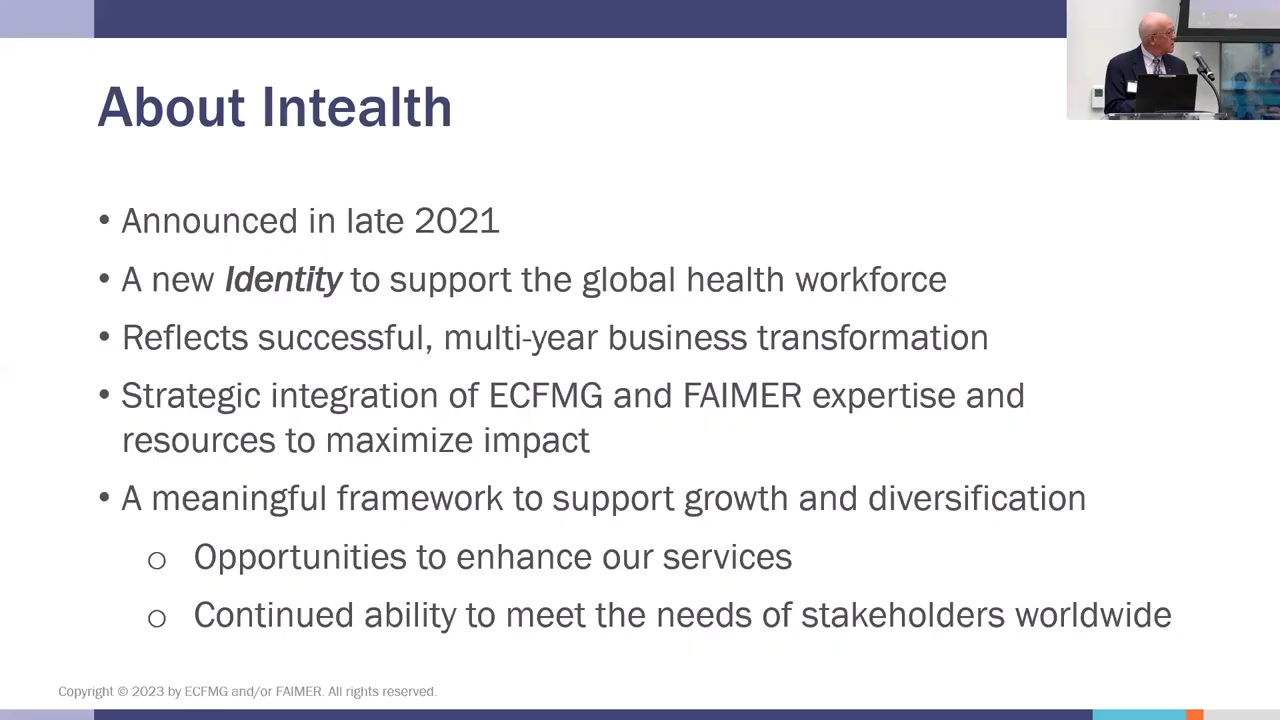 About Intealth
• Announced in late 2021
• A new Identity to support the global health workforce
• Reflects successful, multi-year business transformation
• Strategic integration of ECFMG and FAIMER expertise and
resources to maximize impact
• A meaningful framework to support growth and diversification
o Opportunities to enhance our services
o Continued ability to meet the needs of stakeholders worldwide
Copyright © 2023 by ECFMG and/or FAIMER. All rights reserved.